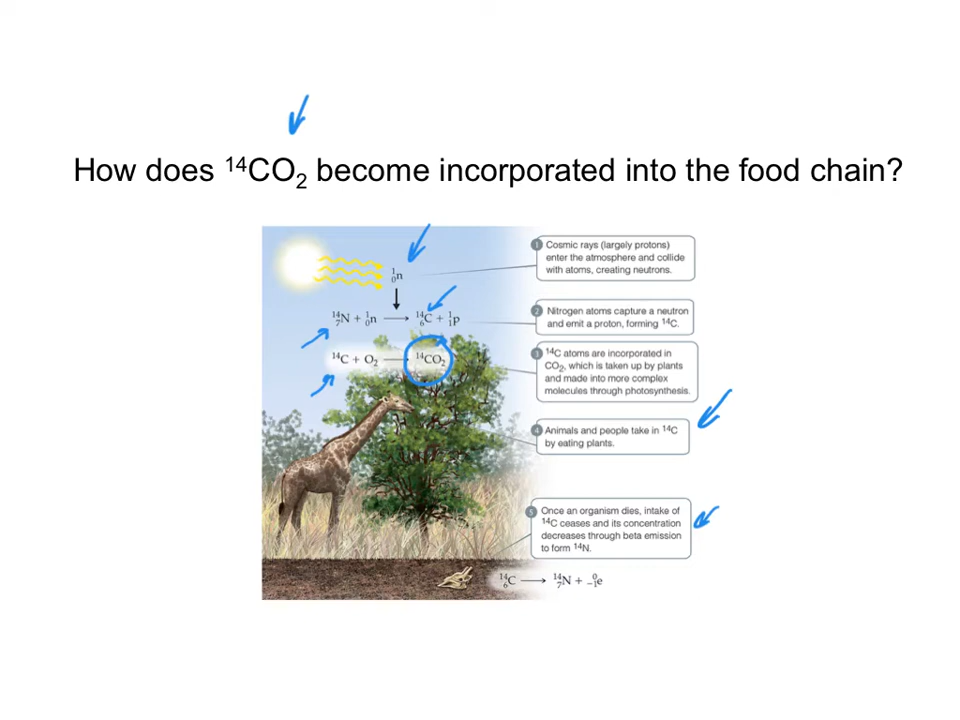 How does ¹⁴CO₂ become incorporated into the food chain?
1 Cosmic rays (largely protons)
enter the atmosphere and collide
with atoms, creating neutrons.
¹₀n
2 Nitrogen atoms capture a neutron
and emit a proton, forming ¹⁴C.
¹⁴₇N + ¹₀n ⟶ ¹⁴₆C + ¹₁p
3 ¹⁴C atoms are incorporated in
CO₂, which is taken up by plants
and made into more complex
molecules through photosynthesis.
¹⁴C + O₂ ⟶ ¹⁴CO₂
4 Animals and people take in ¹⁴C
by eating plants.
5 Once an organism dies, intake of
¹⁴C ceases and its concentration
decreases through beta emission
to form ¹⁴N.
¹⁴₆C ⟶ ¹⁴₇N + ⁰₋₁e